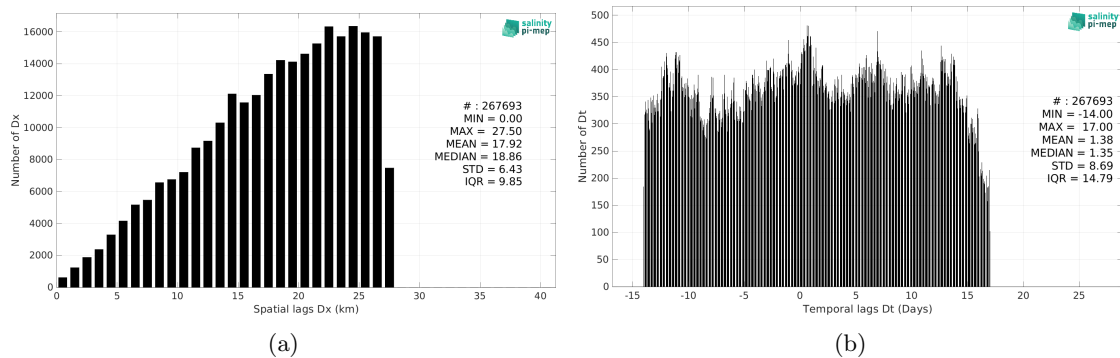 salinity
pi-mep
16000
14000
12000
10000
8000
6000
4000
2000
0
Number of Dx
# : 267693
MIN = 0.00
MAX = 27.50
MEAN = 17.92
MEDIAN = 18.86
STD = 6.43
IQR = 9.85
0 5 10 15 20 25 30 35 40
Spatial lags Dx (km)
(a)
salinity
pi-mep
500
450
400
350
300
250
200
150
100
50
0
Number of Dt
# : 267693
MIN = -14.00
MAX = 17.00
MEAN = 1.38
MEDIAN = 1.35
STD = 8.69
IQR = 14.79
-15 -10 -5 0 5 10 15 20 25
Temporal lags Dt (Days)
(b)